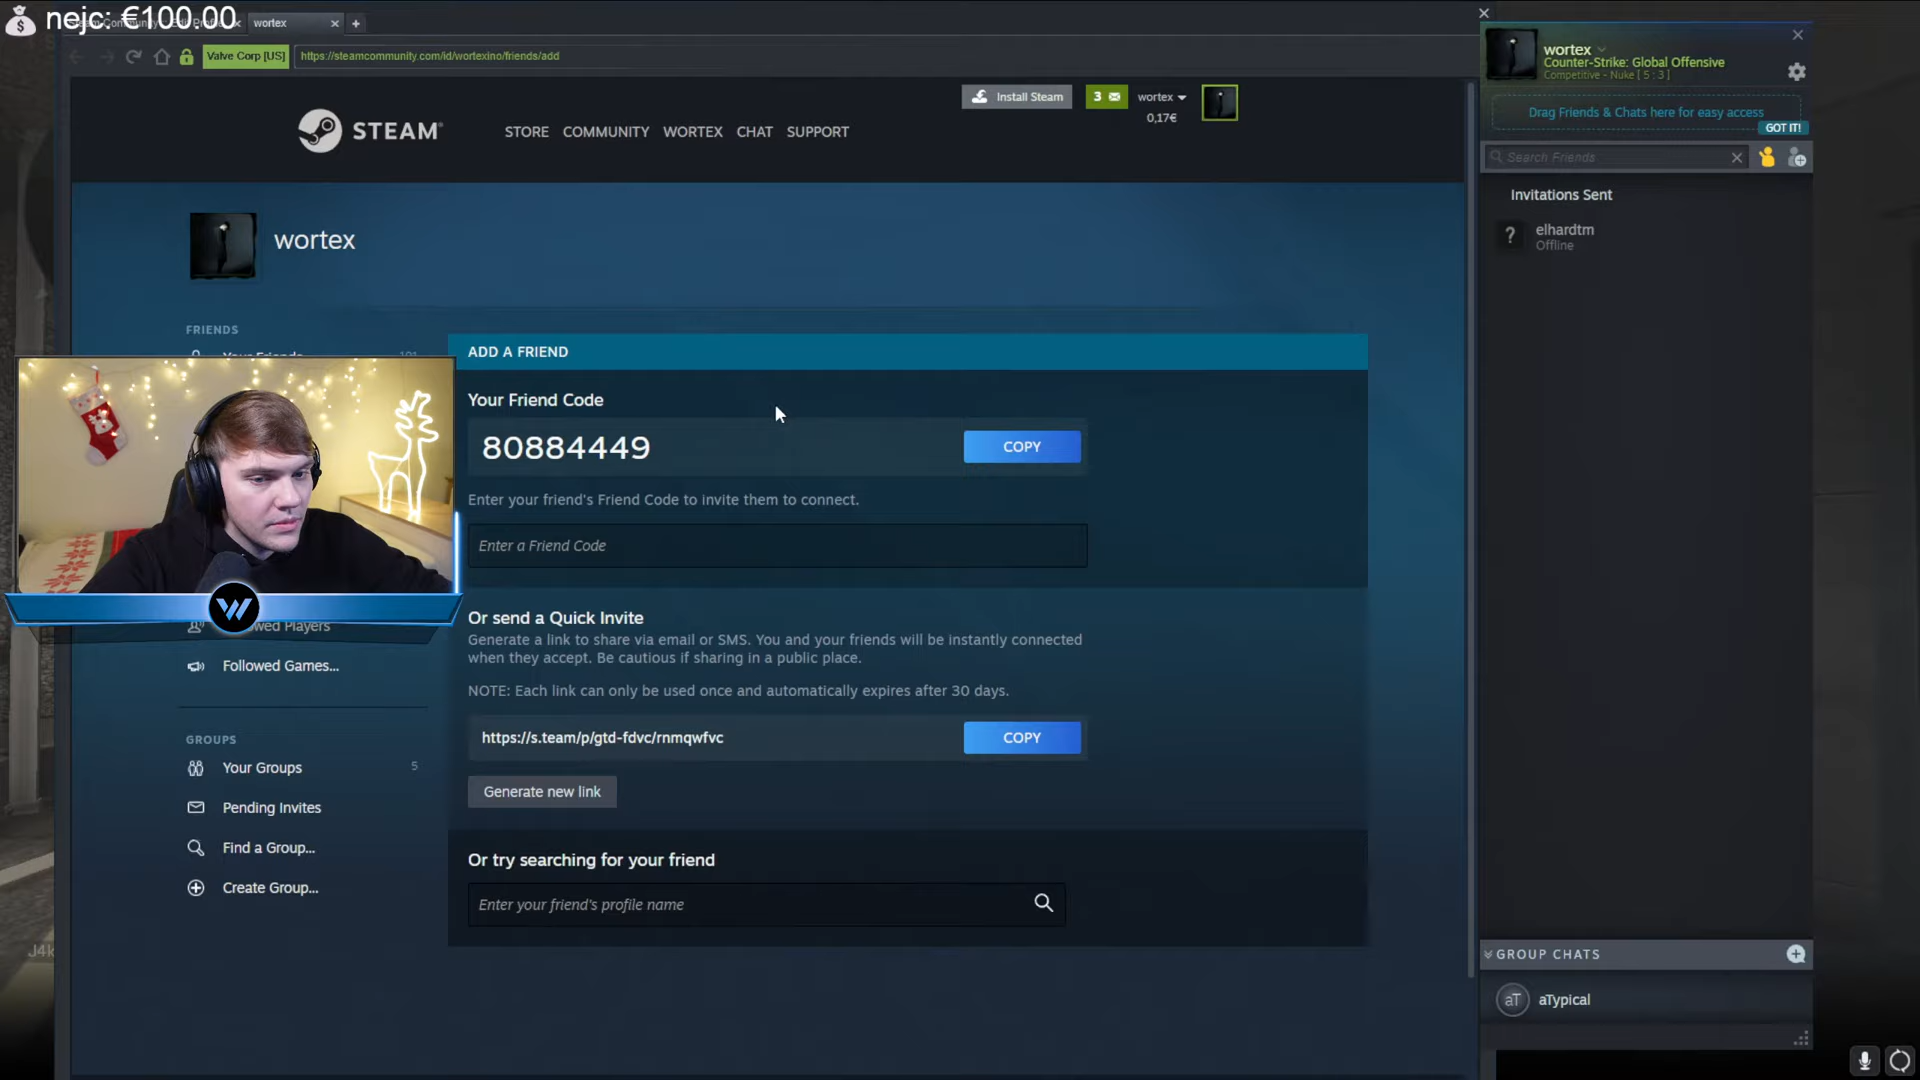 nejc: €100.00
wortex
Valve Corp [US]
https://steamcommunity.com/id/wortexino/friends/add
STEAM®
STORE
COMMUNITY
WORTEX
CHAT
SUPPORT
Install Steam
3
wortex
0,17€
wortex
FRIENDS
Your Friends
101
Players
Followed Games...
GROUPS
Your Groups
5
Pending Invites
Find a Group...
Create Group...
ADD A FRIEND
Your Friend Code
80884449
COPY
Enter your friend's Friend Code to invite them to connect.
Enter a Friend Code
Or send a Quick Invite
Generate a link to share via email or SMS. You and your friends will be instantly connected
when they accept. Be cautious if sharing in a public place.
NOTE: Each link can only be used once and automatically expires after 30 days.
https://s.team/p/gtd-fdvc/rnmqwfvc
COPY
Generate new link
Or try searching for your friend
Enter your friend's profile name
wortex
Counter-Strike: Global Offensive
Competitive - Nuke [ 5 : 3 ]
Drag Friends & Chats here for easy access
GOT IT!
Search Friends
Invitations Sent
?
elhardtm
Offline
GROUP CHATS
aT
aTypical
J4k
W